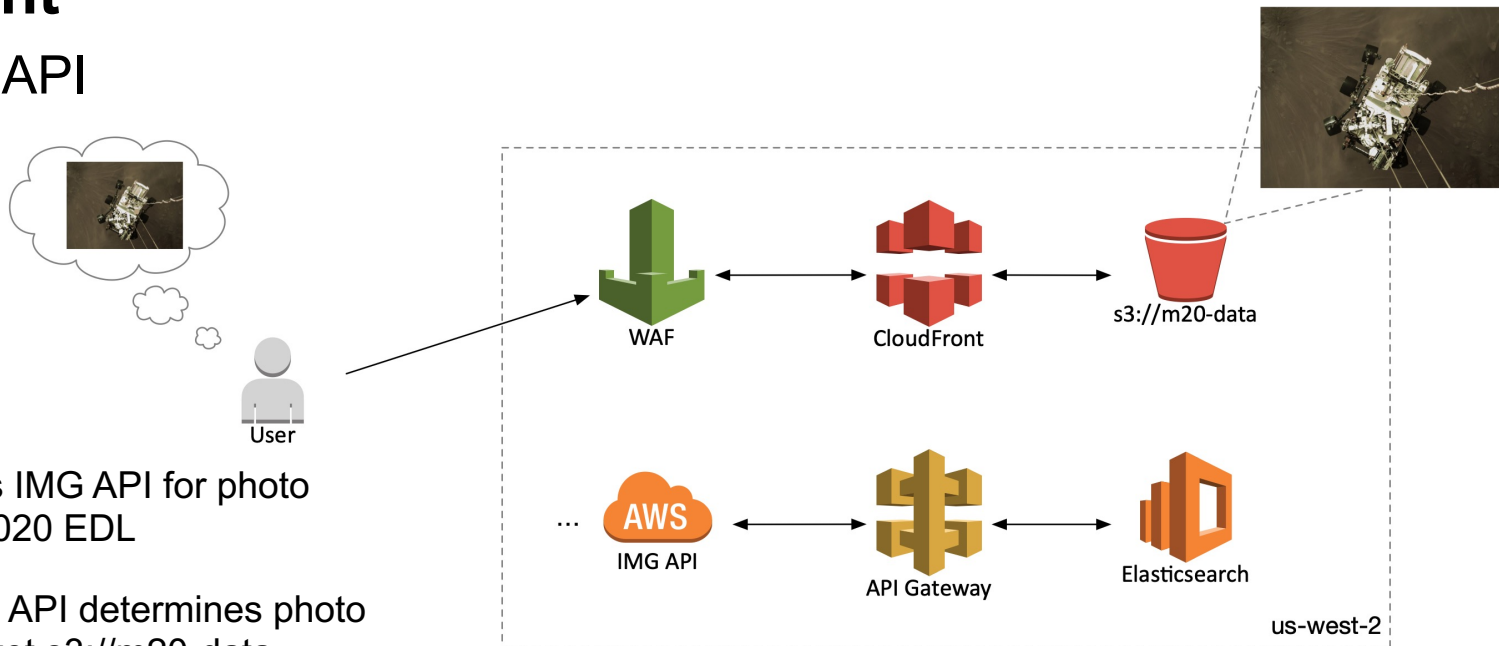 API
User
WAF
CloudFront
s3://m20-data
IMG API for photo
020 EDL
API determines photo
...
AWS
IMG API
API Gateway
Elasticsearch
us-west-2